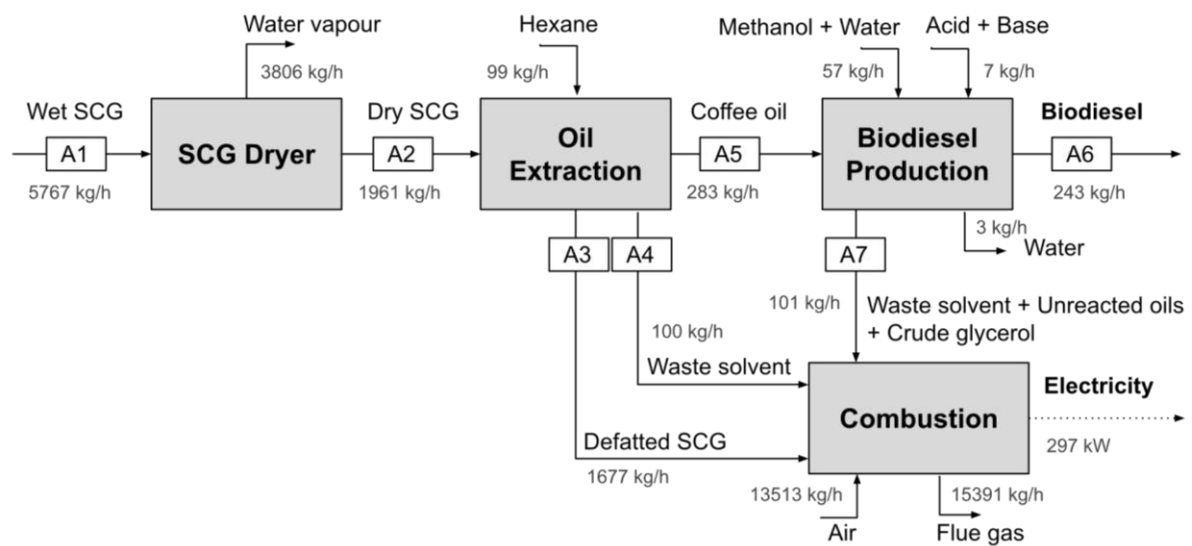 Water vapour
3806 kg/h
Hexane
99 kg/h
Methanol + Water
57 kg/h
Acid + Base
7 kg/h
Wet SCG
A1
5767 kg/h
SCG Dryer
Dry SCG
A2
1961 kg/h
Oil
Extraction
Coffee oil
A5
283 kg/h
Biodiesel
Production
Biodiesel
A6
243 kg/h
3 kg/h
Water
A3
A4
A7
101 kg/h
Waste solvent + Unreacted oils
+ Crude glycerol
100 kg/h
Waste solvent
Defatted SCG
1677 kg/h
Combustion
Electricity
297 kW
13513 kg/h
Air
15391 kg/h
Flue gas